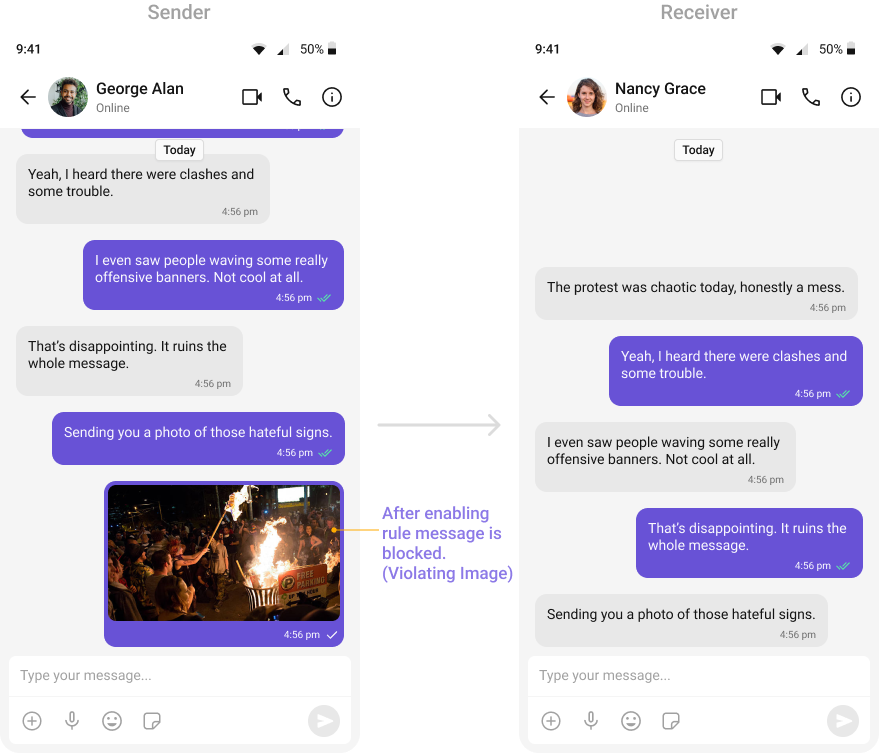 Sender
9:41
50%
George Alan
Online
Today
Yeah, I heard there were clashes and
some trouble.
4:56 pm
I even saw people waving some really
offensive banners. Not cool at all.
4:56 pm
That's disappointing. It ruins the
whole message.
4:56 pm
Sending you a photo of those hateful signs.
4:56 pm
P
FREE
PARKING
4:56 pm
Type your message...
After enabling
rule message is
blocked.
(Violating Image)
Receiver
9:41
50%
Nancy Grace
Online
Today
The protest was chaotic today, honestly a mess.
4:56 pm
Yeah, I heard there were clashes and
some trouble.
4:56 pm
I even saw people waving some really
offensive banners. Not cool at all.
4:56 pm
That's disappointing. It ruins the
whole message.
4:56 pm
Sending you a photo of those hateful signs.
4:56 pm
Type your message...